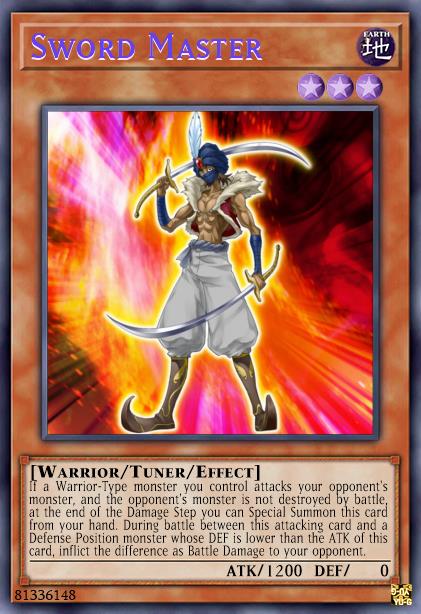 Sword Master
EARTH
地
[Warrior/Tuner/Effect]
If a Warrior-Type monster you control attacks your opponent's
monster, and the opponent's monster is not destroyed by battle,
at the end of the Damage Step you can Special Summon this card
from your hand. During battle between this attacking card and a
Defense Position monster whose DEF is lower than the ATK of this
card, inflict the difference as Battle Damage to your opponent.
ATK/1200 DEF/ 0
81336148